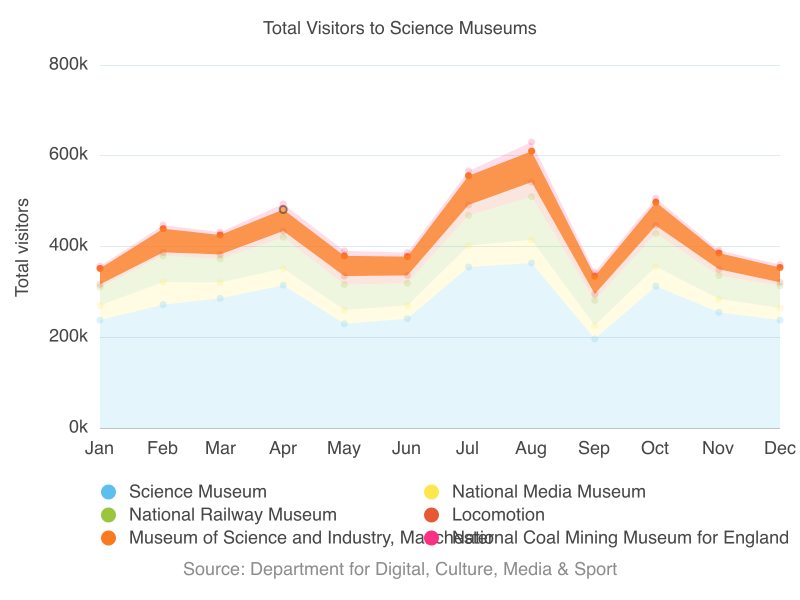 Total Visitors to Science Museums
800k
600k
400k
200k
0k
Total visitors
Jan Feb Mar Apr May Jun Jul Aug Sep Oct Nov Dec
Science Museum National Media Museum
National Railway Museum Locomotion
Museum of Science and Industry, Manchester National Coal Mining Museum for England
Source: Department for Digital, Culture, Media & Sport